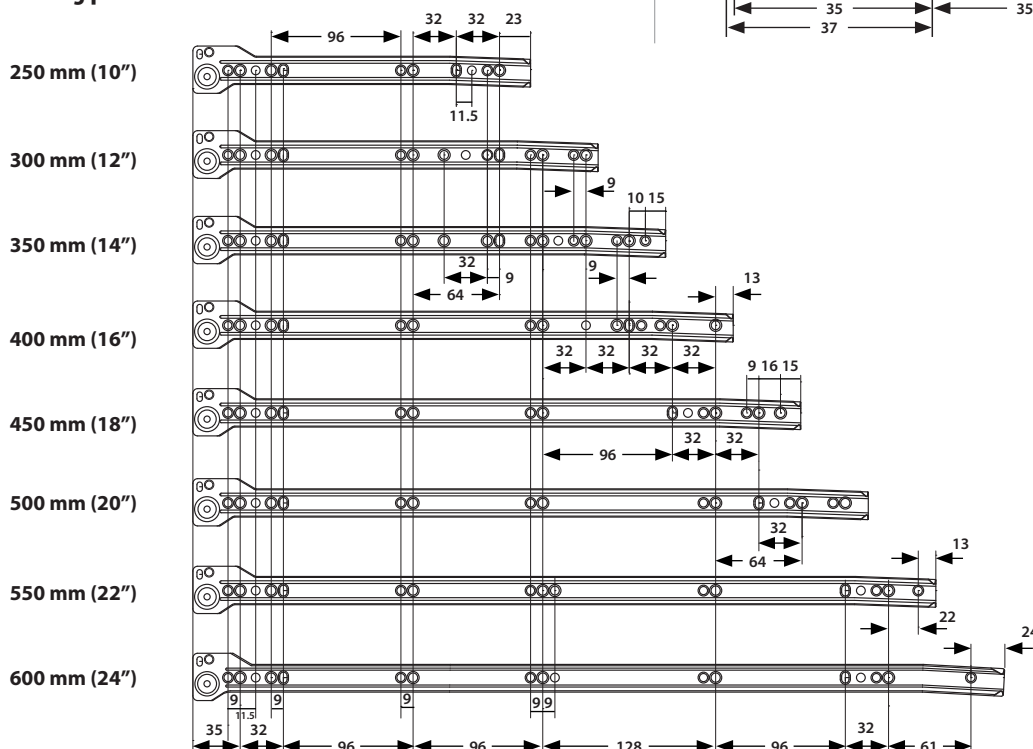 35 35
37
32 32 23
96
250 mm (10”)
11.5
300 mm (12”)
9
10 15
350 mm (14”)
32 9 9
64
13
400 mm (16”)
32 32 32 32
9 16 15
450 mm (18”)
96 32 32
500 mm (20”)
32
64
13
550 mm (22”)
22
24
600 mm (24”)
9 9 9 9 9
11.5
35 32 96 96 128 96 32 61